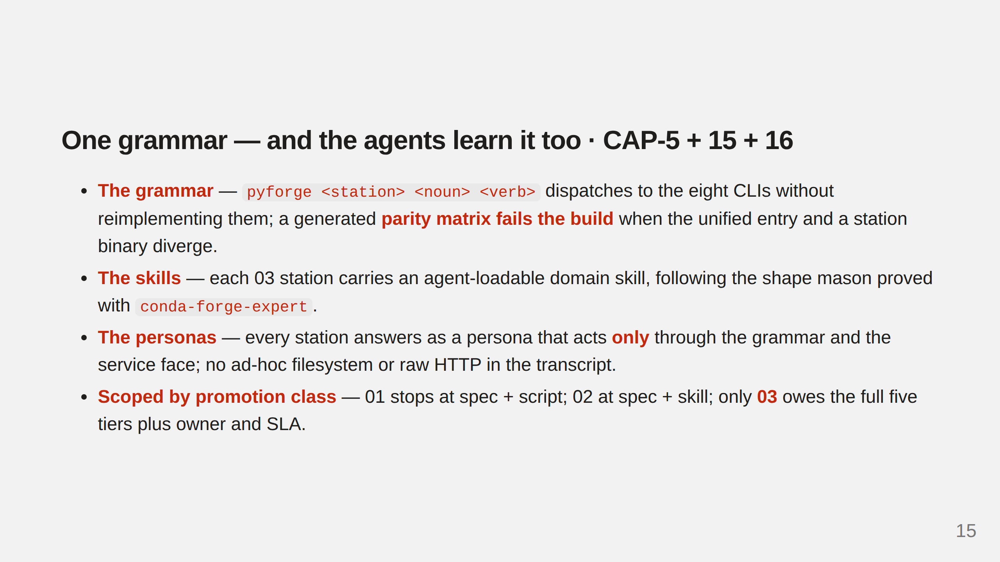 One grammar — and the agents learn it too · CAP-5 + 15 + 16
• The grammar — pyforge <station> <noun> <verb> dispatches to the eight CLIs without
reimplementing them; a generated parity matrix fails the build when the unified entry and a station
binary diverge.
• The skills — each 03 station carries an agent-loadable domain skill, following the shape mason proved
with conda-forge-expert.
• The personas — every station answers as a persona that acts only through the grammar and the
service face; no ad-hoc filesystem or raw HTTP in the transcript.
• Scoped by promotion class — 01 stops at spec + script; 02 at spec + skill; only 03 owes the full five
tiers plus owner and SLA.
15